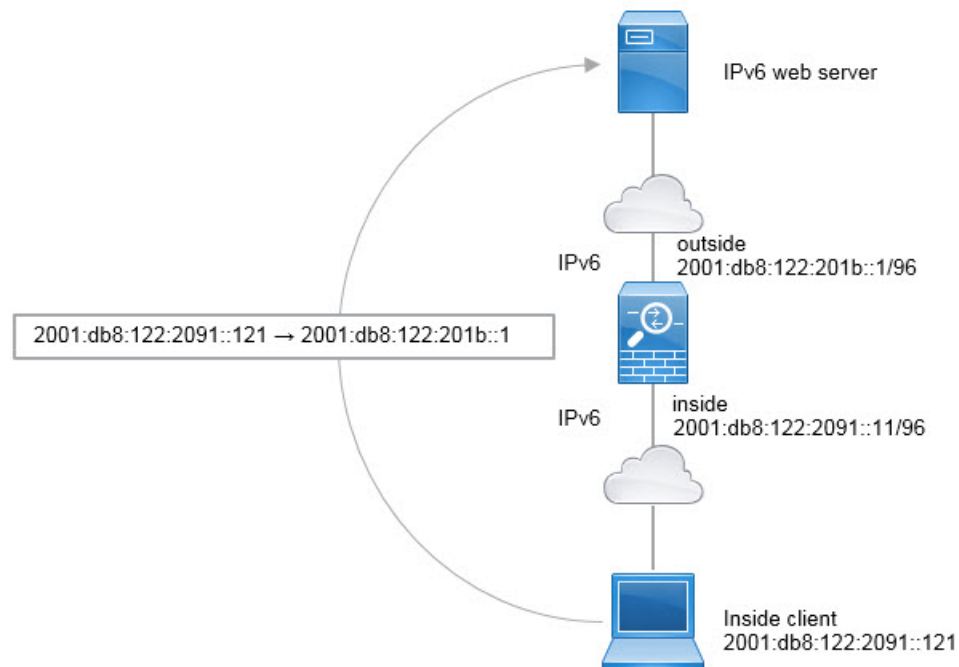 IPv6 web server
outside
IPv6
2001:db8:122:201b::1/96
2001:db8:122:2091::121 → 2001:db8:122:201b::1
inside
IPv6
2001:db8:122:2091::11/96
Inside client
2001:db8:122:2091::121